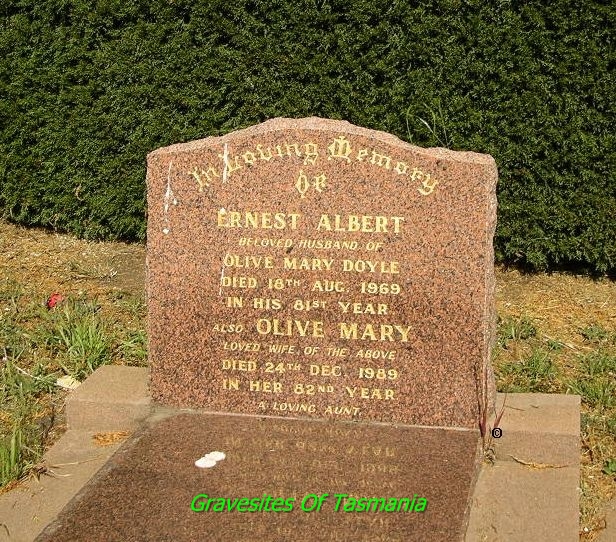 In Loving Memory
OF
ERNEST ALBERT
BELOVED HUSBAND OF
OLIVE MARY DOYLE
DIED 18TH AUG. 1969
IN HIS 81ST YEAR
ALSO OLIVE MARY
LOVED WIFE OF THE ABOVE
DIED 24TH DEC. 1989
IN HER 82ND YEAR
A LOVING AUNT
©
Gravesites Of Tasmania